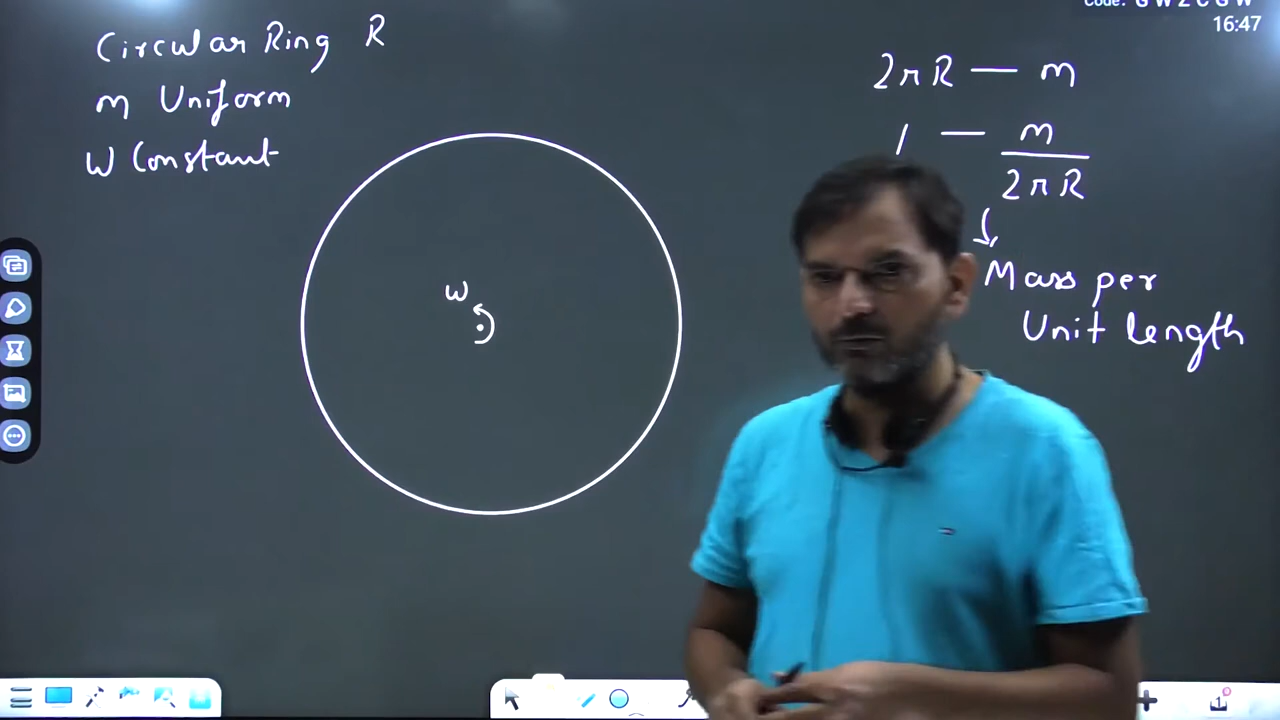 Circular Ring R
m Uniform
W Constant
W
2πR — m
1 — m
2πR
Mass per
Unit length
16:47